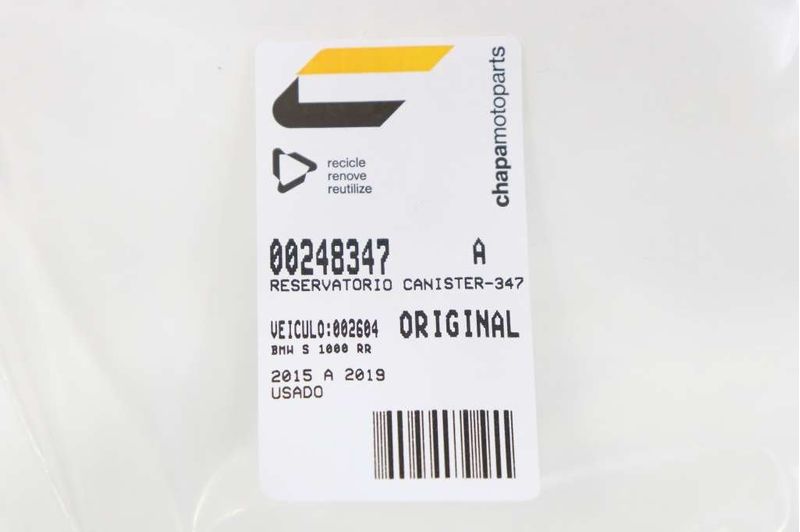 chapamotoparts
recicle
renove
reutilize
00248347 A
RESERVATORIO CANISTER-347
VEICULO:002604 ORIGINAL
BMW S 1000 RR
2015 A 2019
USADO